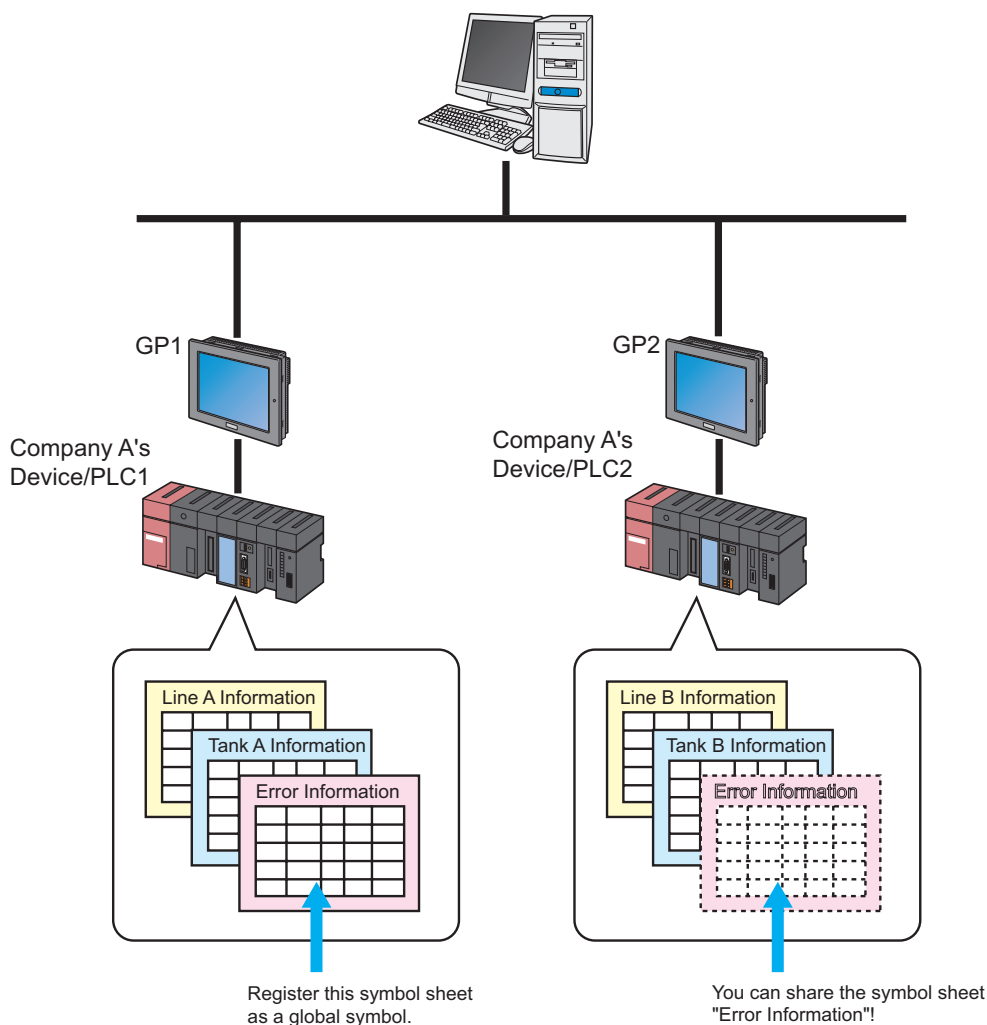 GP1
GP2
Company A's
Device/PLC1
Company A's
Device/PLC2
Line A Information
Tank A Information
Error Information
Line B Information
Tank B Information
Error Information
Register this symbol sheet
as a global symbol.
You can share the symbol sheet
"Error Information"!